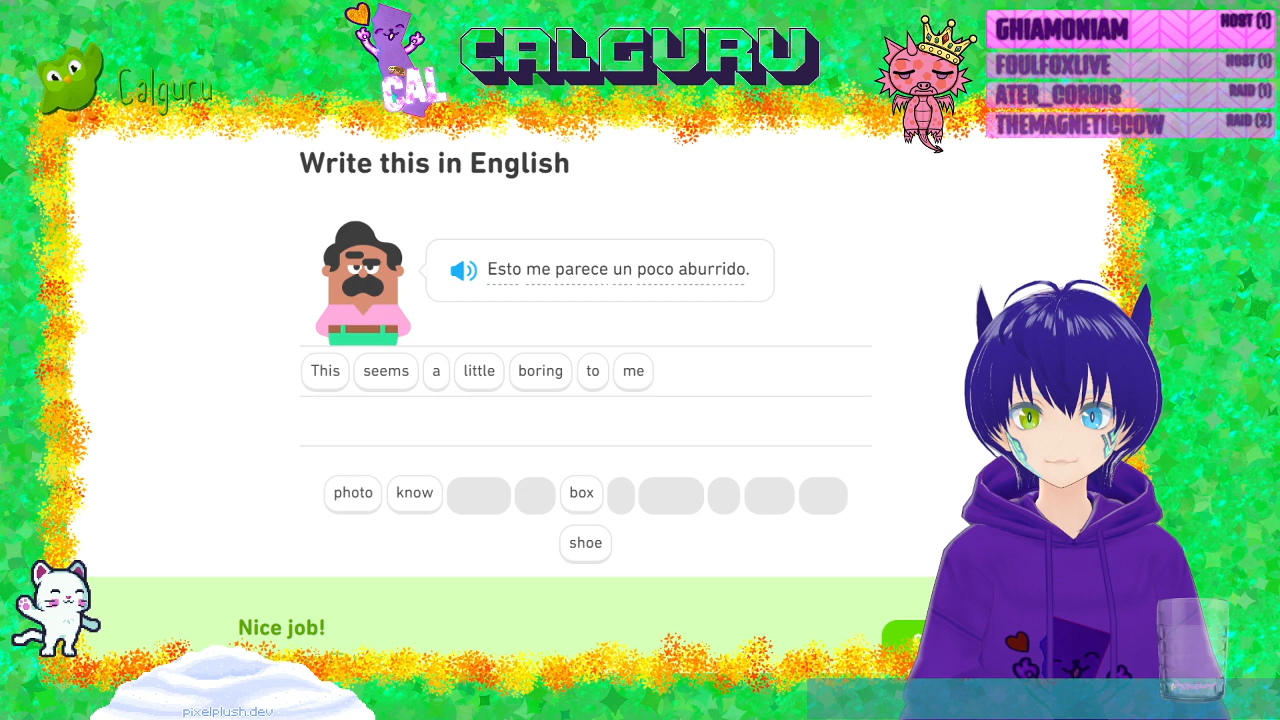 Calguru
CAL
CALGURU
GHIAMONIAM HOST (1)
FOULFOXLIVE HOST (1)
ATER_CORDIS RAID (1)
THEMAGNETICCOW RAID (2)
Write this in English
Esto me parece un poco aburrido.
This seems a little boring to me
photo know box
shoe
Nice job!
pixelplush.dev